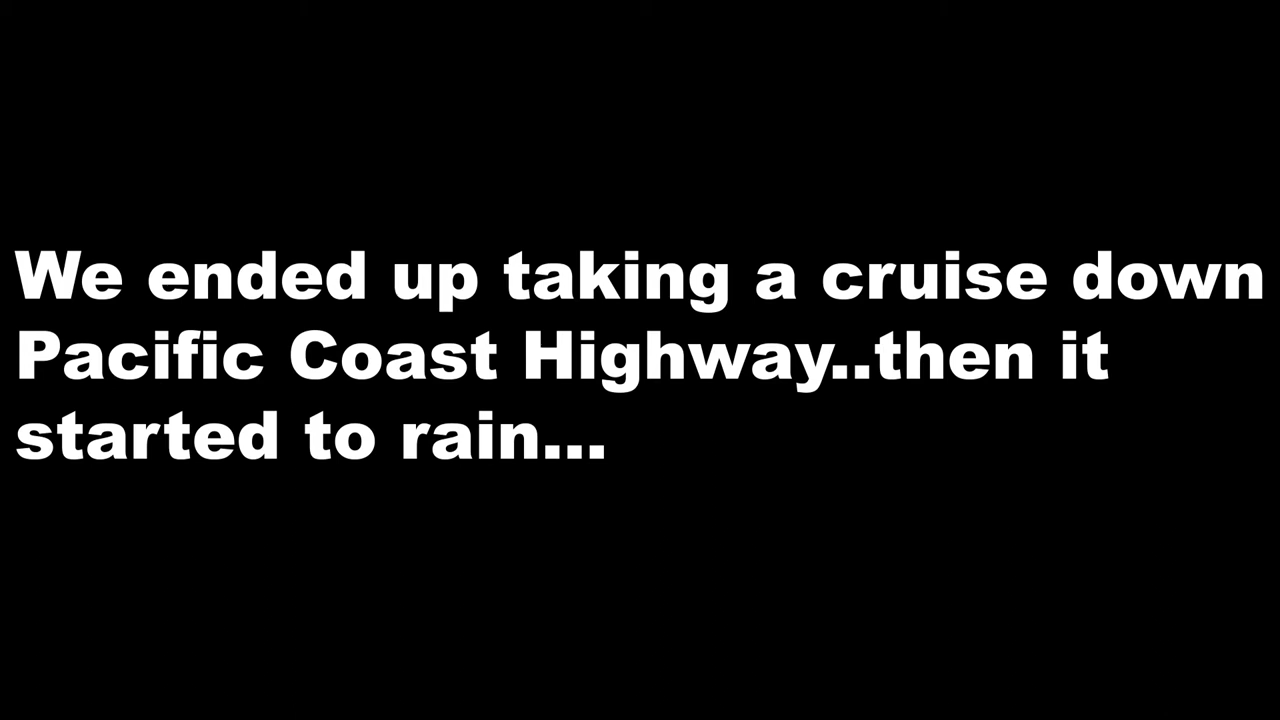 We ended up taking a cruise down
Pacific Coast Highway..then it
started to rain...